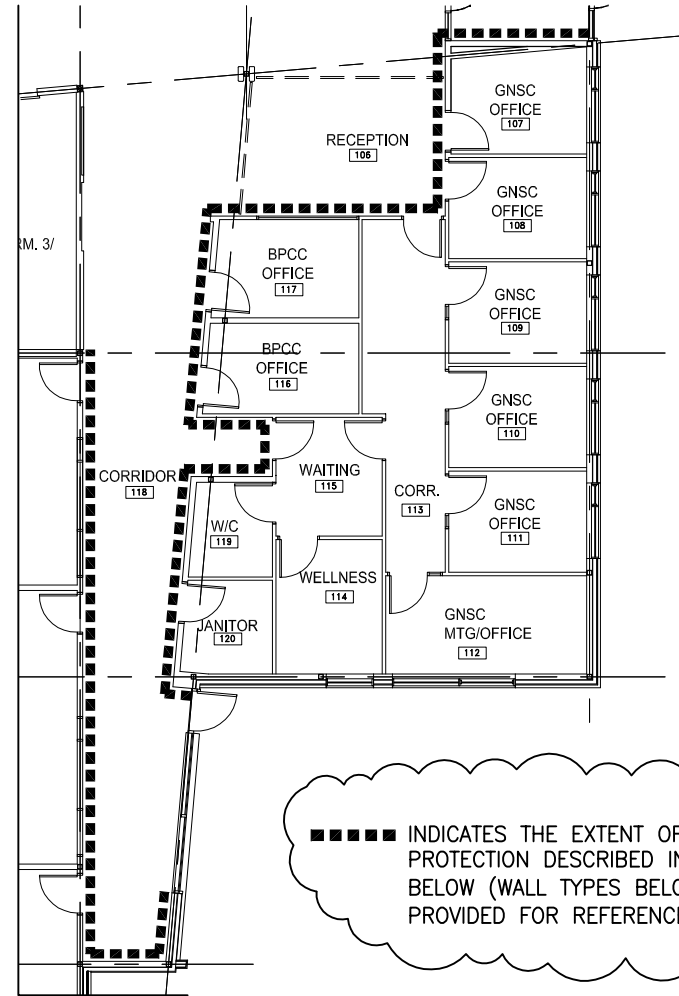 GNSC
OFFICE
107
RECEPTION
106
GNSC
OFFICE
108
RM. 3/
BPCC
OFFICE
117
GNSC
OFFICE
109
BPCC
OFFICE
116
GNSC
OFFICE
110
CORRIDOR
118
WAITING
115
CORR.
113
GNSC
OFFICE
111
W/C
119
WELLNESS
114
JANITOR
120
GNSC
MTG/OFFICE
112
INDICATES THE EXTENT OF
PROTECTION DESCRIBED IN
BELOW (WALL TYPES BELO
PROVIDED FOR REFERENCE